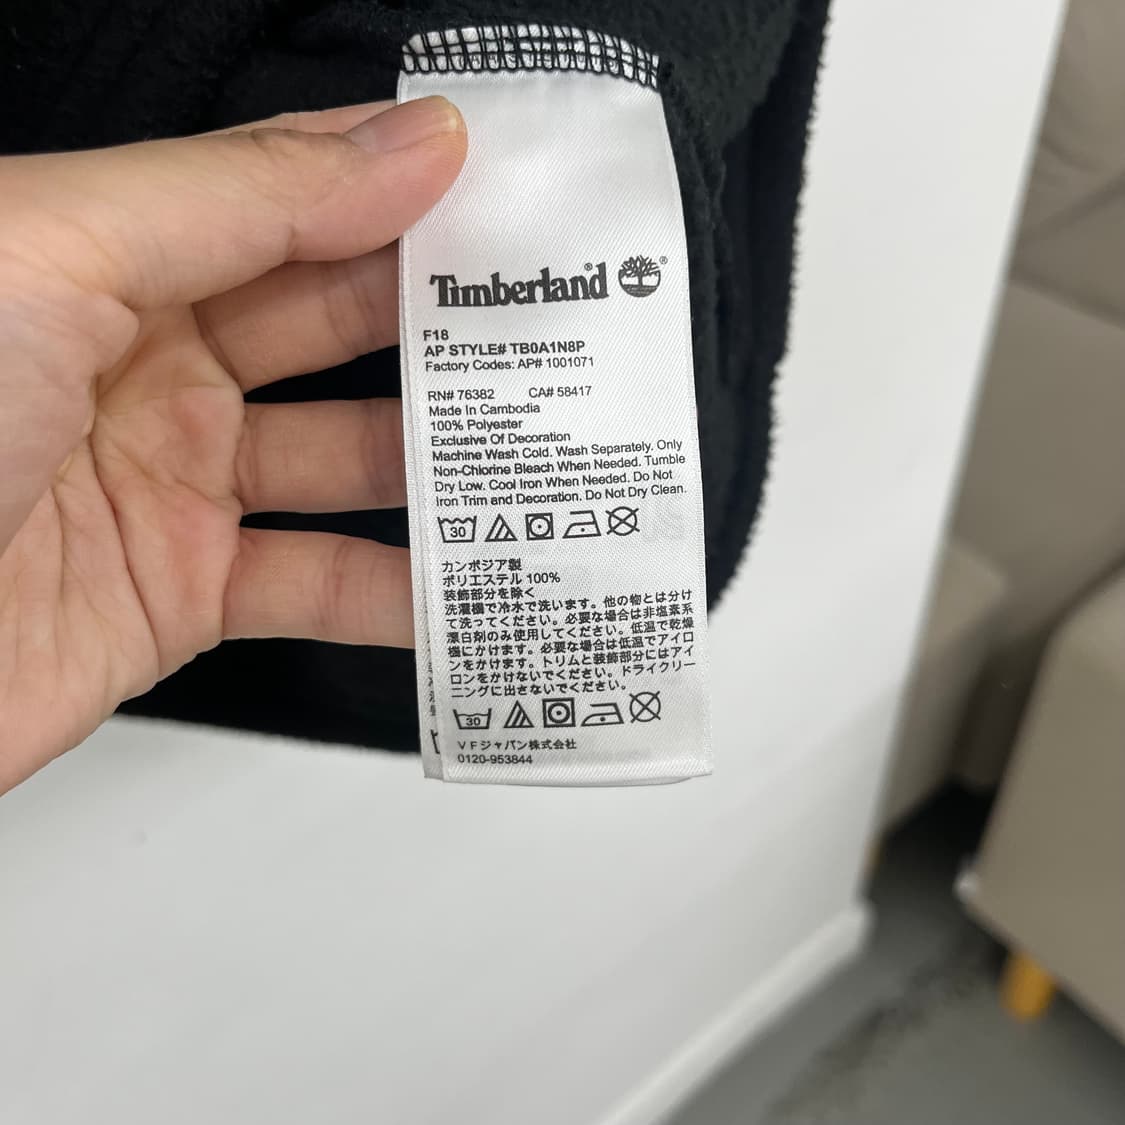 Timberland®
®
F18
AP STYLE# TB0A1N8P
Factory Codes: AP# 1001071
RN# 76382 CA# 58417
Made In Cambodia
100% Polyester
Exclusive Of Decoration
Machine Wash Cold. Wash Separately. Only
Non-Chlorine Bleach When Needed. Tumble
Dry Low. Cool Iron When Needed. Do Not
Iron Trim and Decoration. Do Not Dry Clean.
30
カンボジア製
ポリエステル 100%
装飾部分を除く
洗濯機で冷水で洗います。他の物とは分け
て洗ってください。必要な場合は非塩素系
漂白剤のみ使用してください。低温で乾燥
機にかけます。必要な場合は低温でアイロ
ンをかけます。トリムと装飾部分にはアイ
ロンをかけないでください。ドライクリー
ニングに出さないでください。
30
VFジャパン株式会社
0120-953844